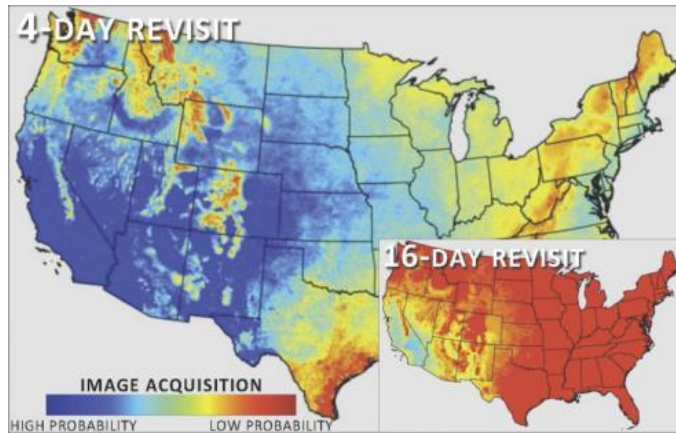 4-DAY REVISIT
16-DAY REVISIT
IMAGE ACQUISITION
HIGH PROBABILITY LOW PROBABILITY